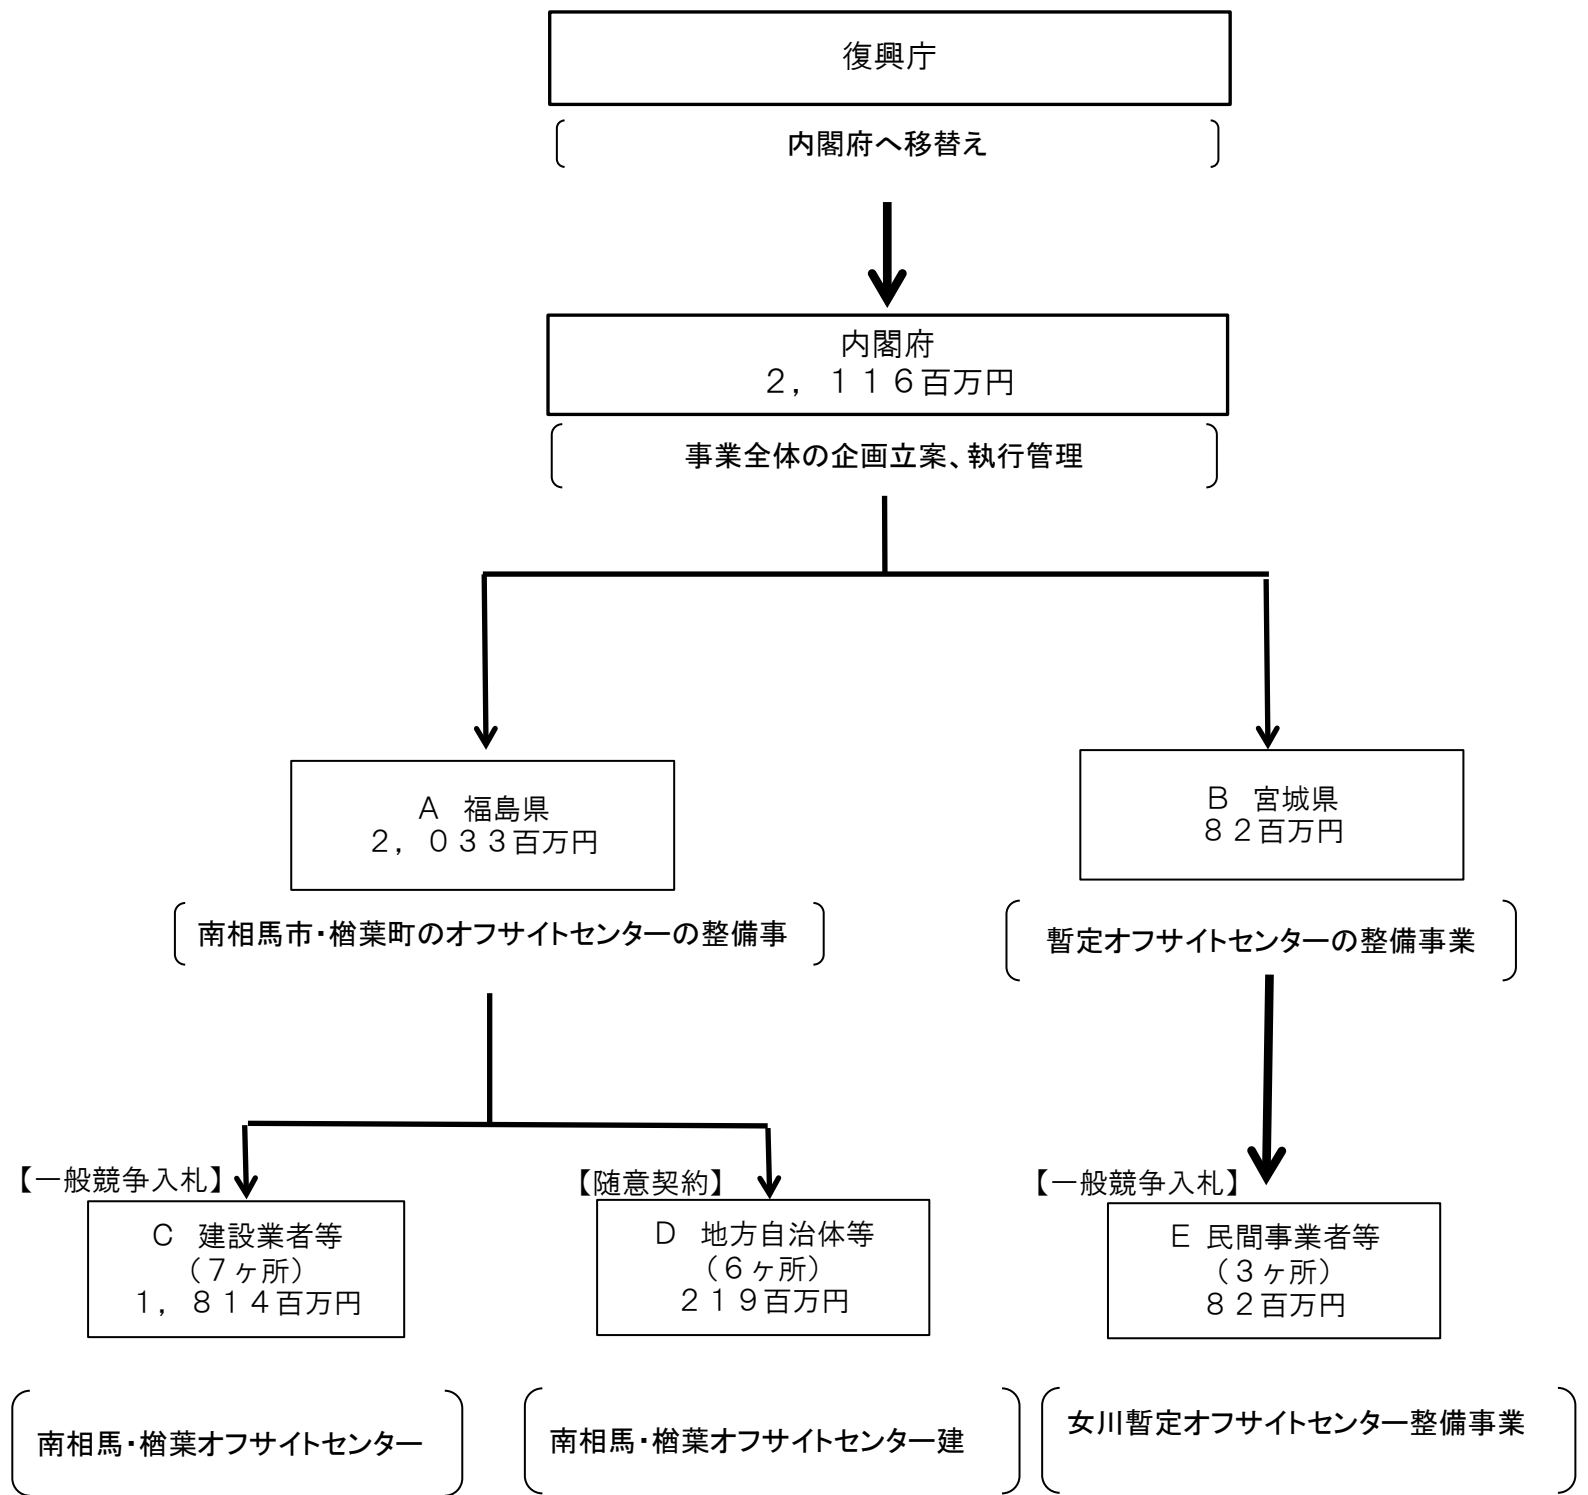 復興庁
内閣府へ移替え
内閣府
２，１１６百万円
事業全体の企画立案、執行管理
A　福島県
２，０３３百万円
B　宮城県
８２百万円
南相馬市・楢葉町のオフサイトセンターの整備事
暫定オフサイトセンターの整備事業
【一般競争入札】
【随意契約】
【一般競争入札】
C　建設業者等
（７ヶ所）
１，８１４百万円
D　地方自治体等
（６ヶ所）
２１９百万円
E 民間事業者等
（３ヶ所）
８２百万円
南相馬・楢葉オフサイトセンター
南相馬・楢葉オフサイトセンター建
女川暫定オフサイトセンター整備事業